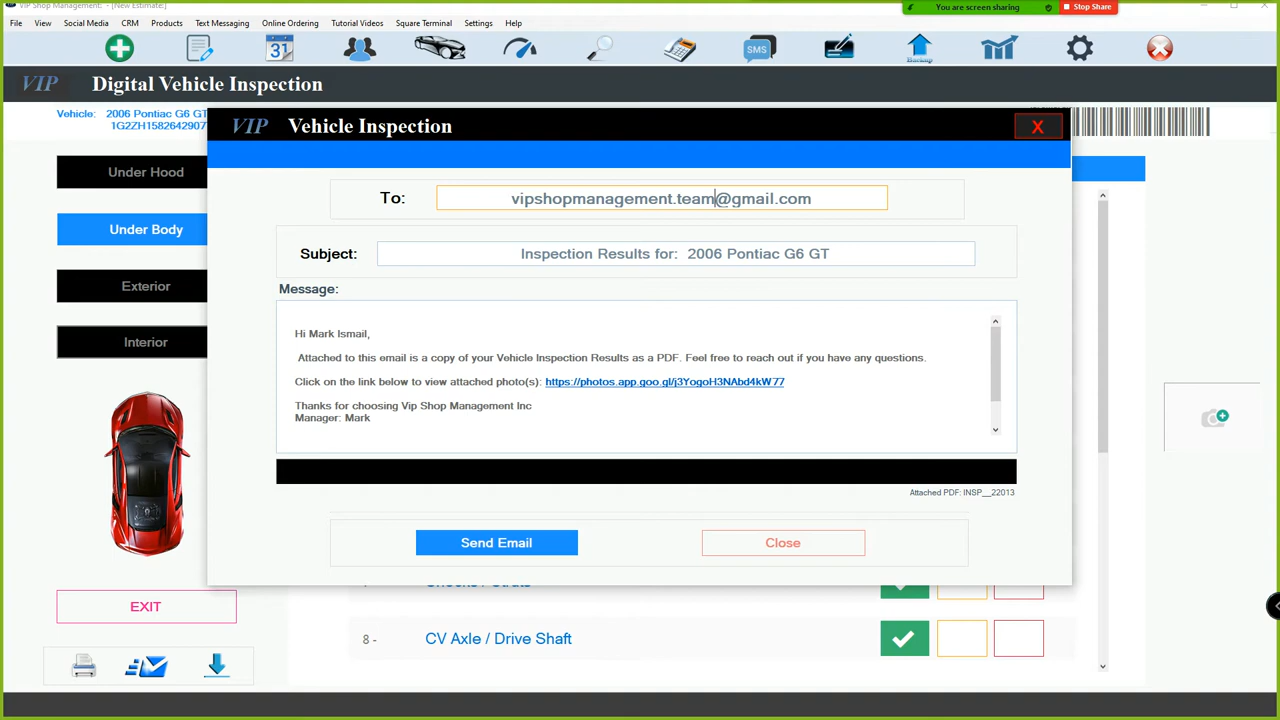 VIP Shop Management: - [New Estimate:]
You are screen sharing
Stop Share
File View Social Media CRM Products Text Messaging Online Ordering Tutorial Videos Square Terminal Settings Help
31
SMS
Backup
VIP Digital Vehicle Inspection
Vehicle: 2006 Pontiac G6 GT
1G2ZH1582642907
VIP Vehicle Inspection
X
Under Hood
Under Body
Exterior
Interior
To: vipshopmanagement.team@gmail.com
Subject: Inspection Results for: 2006 Pontiac G6 GT
Message:
Hi Mark Ismail,
Attached to this email is a copy of your Vehicle Inspection Results as a PDF. Feel free to reach out if you have any questions.
Click on the link below to view attached photo(s): https://photos.app.goo.gl/j3YogoH3NAbd4kW77
Thanks for choosing Vip Shop Management Inc
Manager: Mark
Attached PDF: INSP__22013
Send Email
Close
EXIT
8 - CV Axle / Drive Shaft